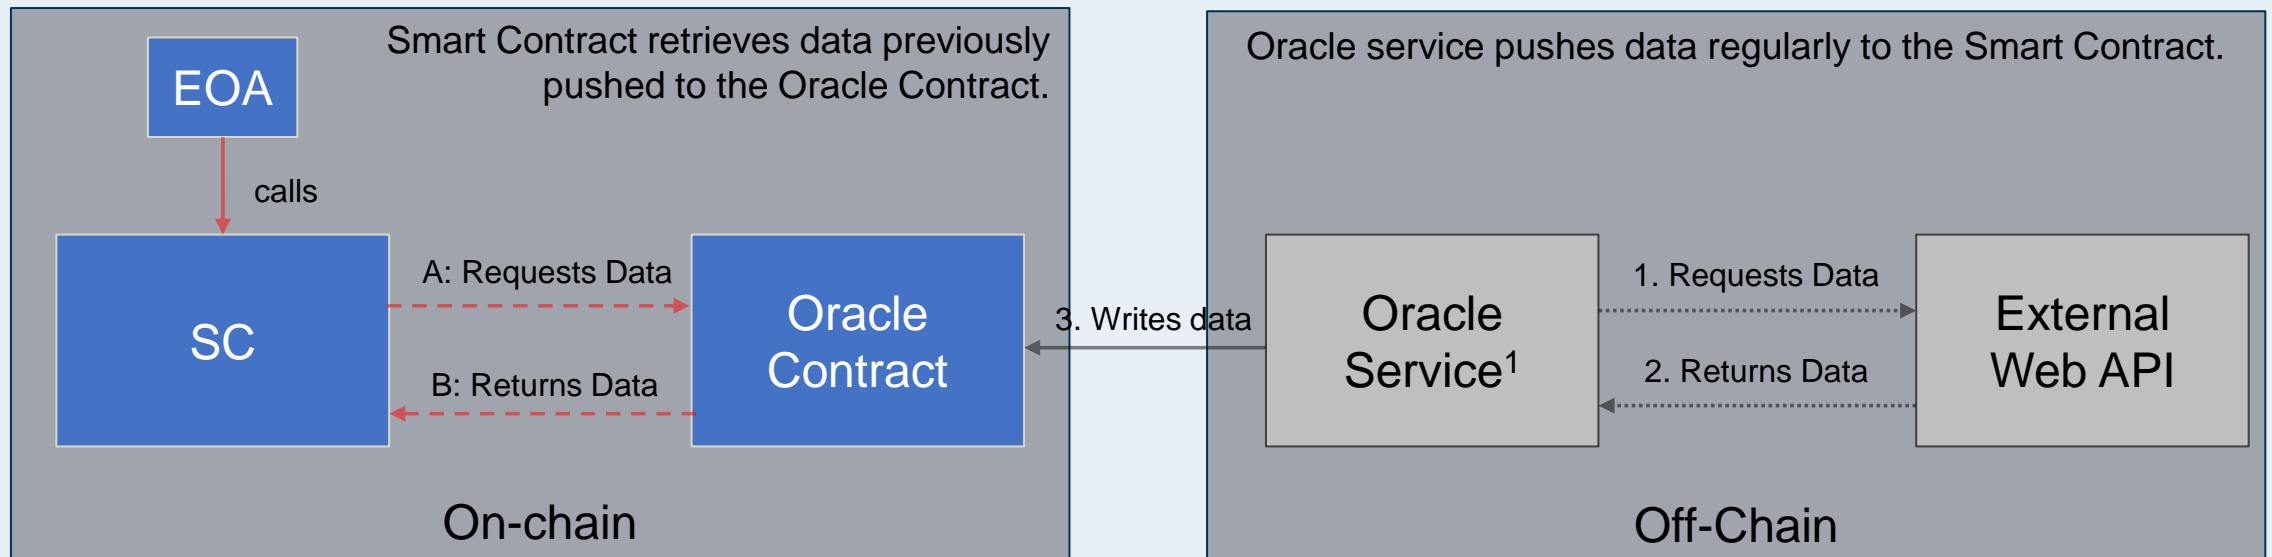 Smart Contract retrieves data previously
pushed to the Oracle Contract.
EOA
calls
SC
A: Requests Data
B: Returns Data
Oracle
Contract
On-chain
3. Writes data
Oracle service pushes data regularly to the Smart Contract.
Oracle
Service¹
1. Requests Data
2. Returns Data
External
Web API
Off-Chain